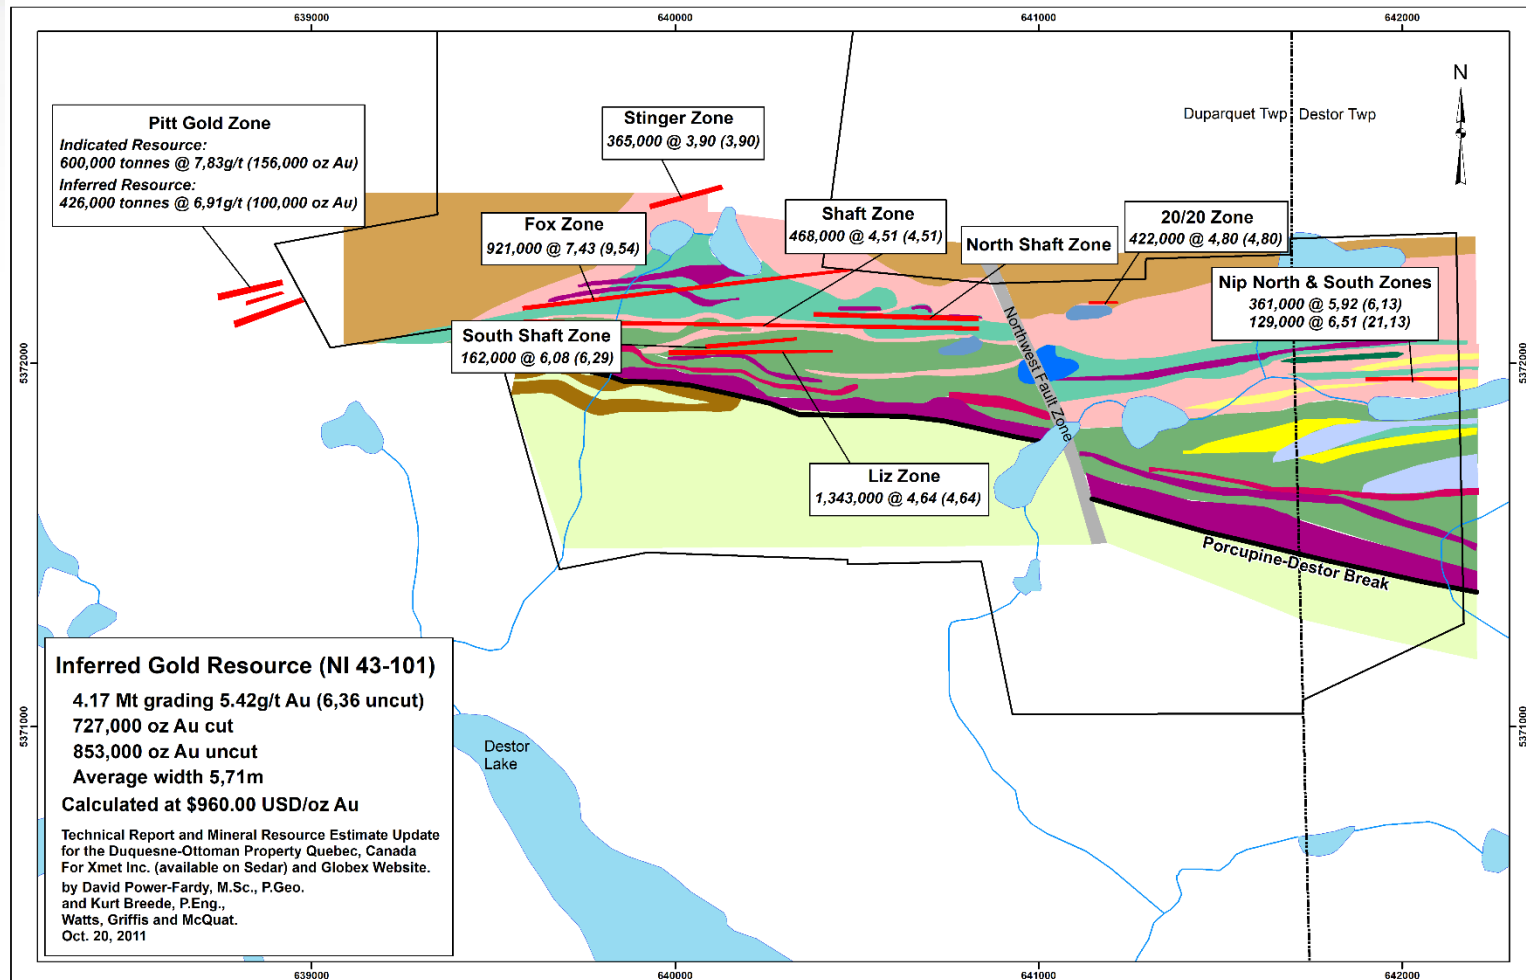 639000
640000
641000
642000
N
Duparquet Twp
Destor Twp
Pitt Gold Zone
Indicated Resource:
600,000 tonnes @ 7,83g/t (156,000 oz Au)
Inferred Resource:
426,000 tonnes @ 6,91g/t (100,000 oz Au)
Stinger Zone
365,000 @ 3,90 (3,90)
Fox Zone
921,000 @ 7,43 (9,54)
Shaft Zone
468,000 @ 4,51 (4,51)
North Shaft Zone
20/20 Zone
422,000 @ 4,80 (4,80)
Nip North & South Zones
361,000 @ 5,92 (6,13)
129,000 @ 6,51 (21,13)
South Shaft Zone
162,000 @ 6,08 (6,29)
5372000
5372000
Northwest Fault Zone
Liz Zone
1,343,000 @ 4,64 (4,64)
Porcupine-Destor Break
Inferred Gold Resource (NI 43-101)
4.17 Mt grading 5.42g/t Au (6,36 uncut)
727,000 oz Au cut
853,000 oz Au uncut
Average width 5,71m
Calculated at $960.00 USD/oz Au
Technical Report and Mineral Resource Estimate Update
for the Duquesne-Ottoman Property Quebec, Canada
For Xmet Inc. (available on Sedar) and Globex Website.
by David Power-Fardy, M.Sc., P.Geo.
and Kurt Breede, P.Eng.,
Watts, Griffis and McQuat.
Oct. 20, 2011
Destor
Lake
5371000
5371000
639000
640000
641000
642000